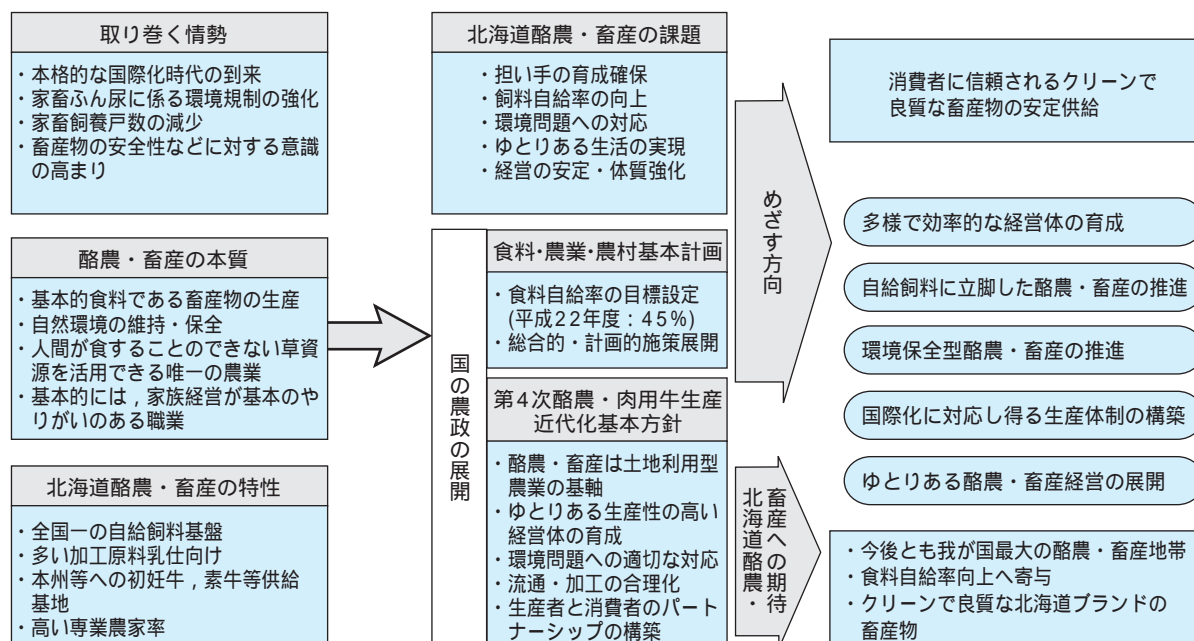 取り巻く情勢
・本格的な国際化時代の到来
・家畜ふん尿に係る環境規制の強化
・家畜飼養戸数の減少
・畜産物の安全性などに対する意識
の高まり
酪農・畜産の本質
・基本的食料である畜産物の生産
・自然環境の維持・保全
・人間が食することのできない草資
源を活用できる唯一の農業
・基本的には，家族経営が基本のや
りがいのある職業
北海道酪農・畜産の特性
・全国一の自給飼料基盤
・多い加工原料乳仕向け
・本州等への初妊牛，素牛等供給
基地
・高い専業農家率
北海道酪農・畜産の課題
・担い手の育成確保
・飼料自給率の向上
・環境問題への対応
・ゆとりある生活の実現
・経営の安定・体質強化
国の農政の展開
食料・農業・農村基本計画
・食料自給率の目標設定
(平成22年度：45%)
・総合的・計画的施策展開
第4次酪農・肉用牛生産
近代化基本方針
・酪農・畜産は土地利用型
農業の基軸
・ゆとりある生産性の高い
経営体の育成
・環境問題への適切な対応
・流通・加工の合理化
・生産者と消費者のパート
ナーシップの構築
めざす方向
北海道酪農・
畜産への期待
消費者に信頼されるクリーンで
良質な畜産物の安定供給
多様で効率的な経営体の育成
自給飼料に立脚した酪農・畜産の推進
環境保全型酪農・畜産の推進
国際化に対応し得る生産体制の構築
ゆとりある酪農・畜産経営の展開
・今後とも我が国最大の酪農・畜産地帯
・食料自給率向上へ寄与
・クリーンで良質な北海道ブランドの
畜産物